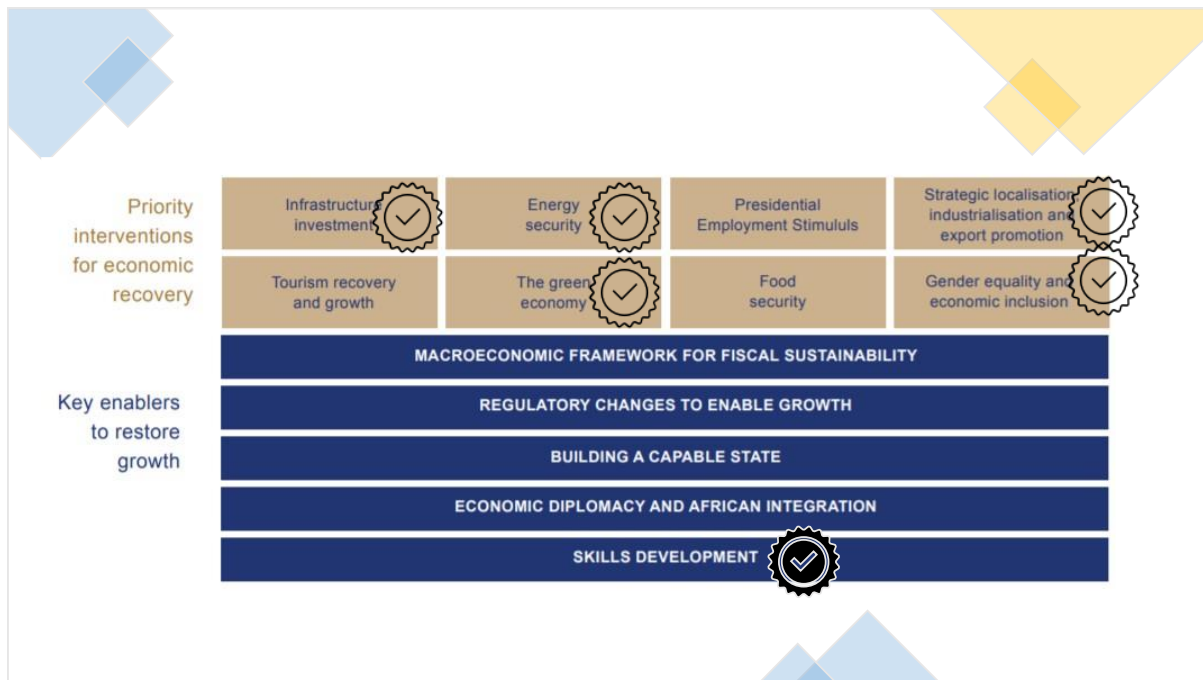 Priority
interventions
for economic
recovery
Infrastructure
investment
Energy
security
Presidential
Employment Stimululs
Strategic localisation,
industrialisation and
export promotion
Tourism recovery
and growth
The green
economy
Food
security
Gender equality and
economic inclusion
Key enablers
to restore
growth
MACROECONOMIC FRAMEWORK FOR FISCAL SUSTAINABILITY
REGULATORY CHANGES TO ENABLE GROWTH
BUILDING A CAPABLE STATE
ECONOMIC DIPLOMACY AND AFRICAN INTEGRATION
SKILLS DEVELOPMENT